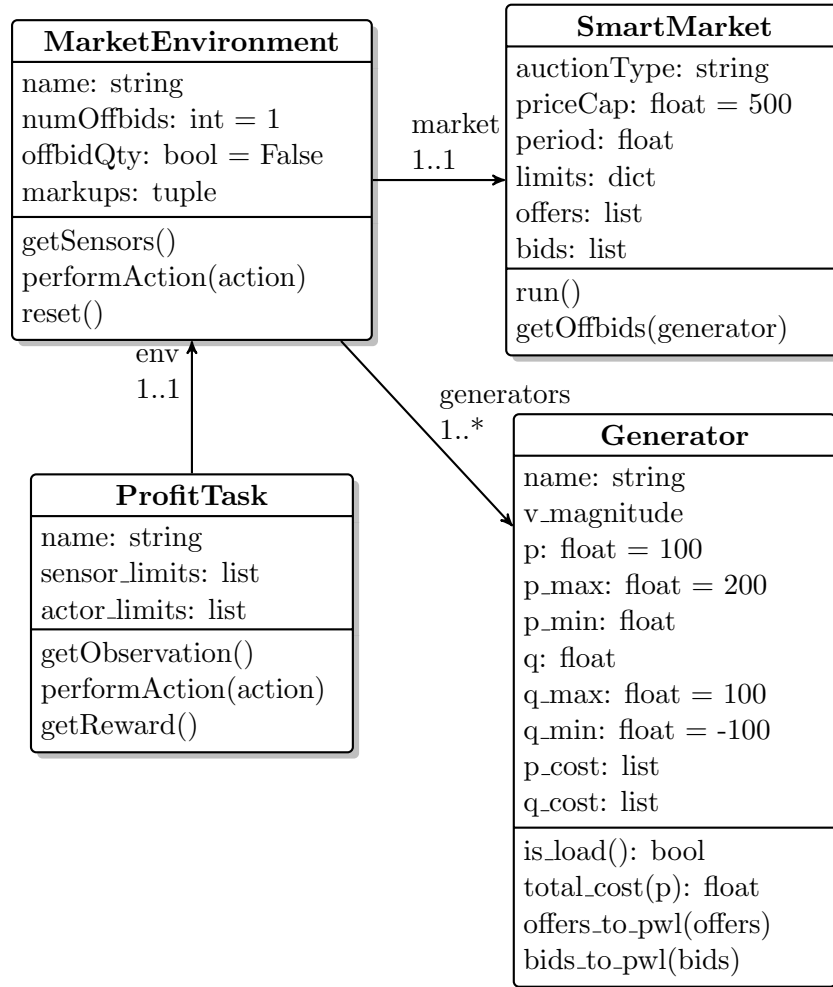 MarketEnvironment
name: string
numOffbids: int = 1
offbidQty: bool = False
markups: tuple
getSensors()
performAction(action)
reset()
market
1..1
SmartMarket
auctionType: string
priceCap: float = 500
period: float
limits: dict
offers: list
bids: list
run()
getOffbids(generator)
env
1..1
generators
1..*
ProfitTask
name: string
sensor_limits: list
actor_limits: list
getObservation()
performAction(action)
getReward()
Generator
name: string
v_magnitude
p: float = 100
p_max: float = 200
p_min: float
q: float
q_max: float = 100
q_min: float = -100
p_cost: list
q_cost: list
is_load(): bool
total_cost(p): float
offers_to_pwl(offers)
bids_to_pwl(bids)